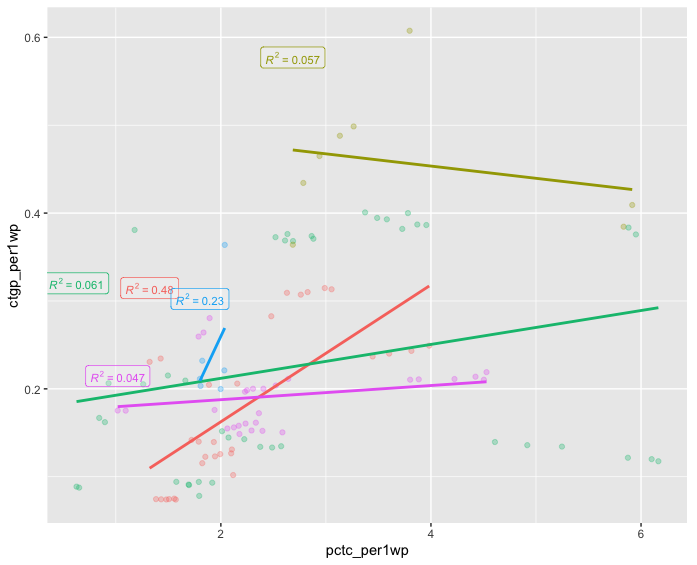 0.6
R² = 0.057
0.4
R² = 0.061
R² = 0.48
R² = 0.23
R² = 0.047
0.2
ctgp_per1wp
2
4
6
pctc_per1wp